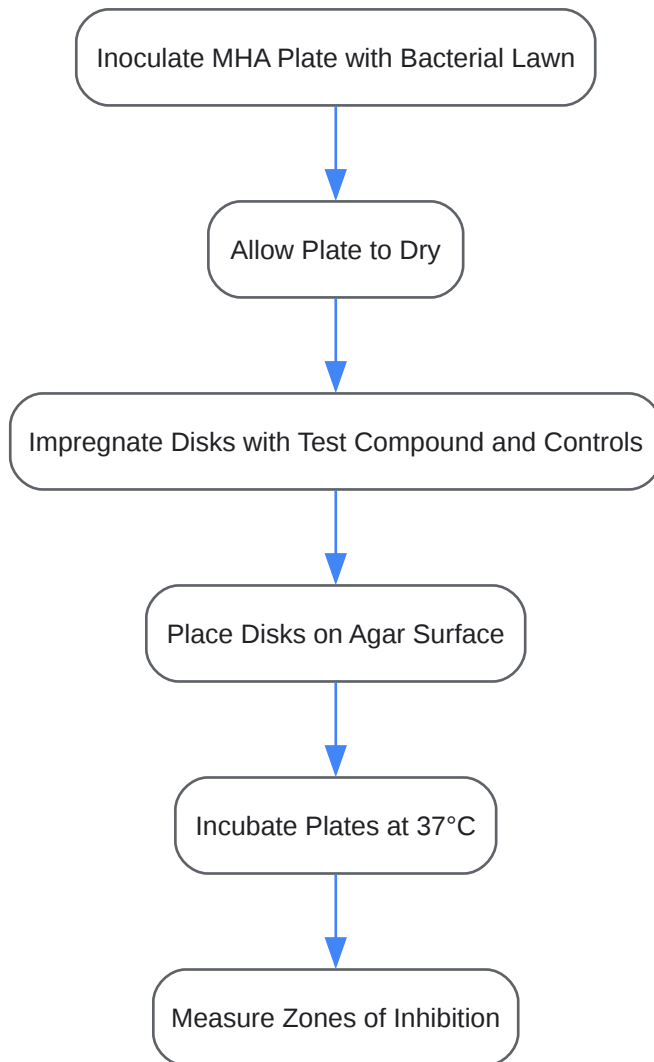 Inoculate MHA Plate with Bacterial Lawn
Allow Plate to Dry
Impregnate Disks with Test Compound and Controls
Place Disks on Agar Surface
Incubate Plates at 37°C
Measure Zones of Inhibition